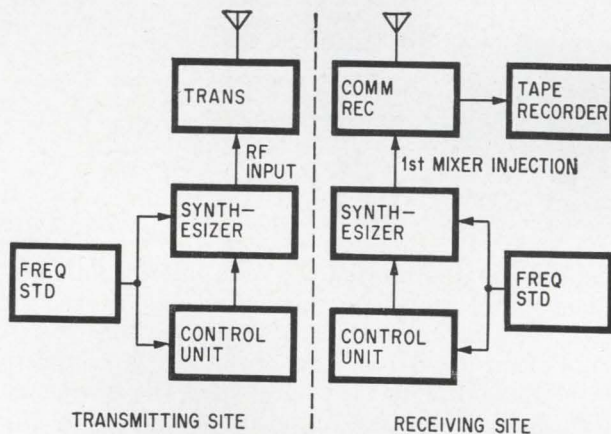 TRANS
RF
INPUT
SYNTH-
ESIZER
FREQ
STD
CONTROL
UNIT
TRANSMITTING SITE
COMM
REC
TAPE
RECORDER
1st MIXER INJECTION
SYNTH-
ESIZER
FREQ
STD
CONTROL
UNIT
RECEIVING SITE